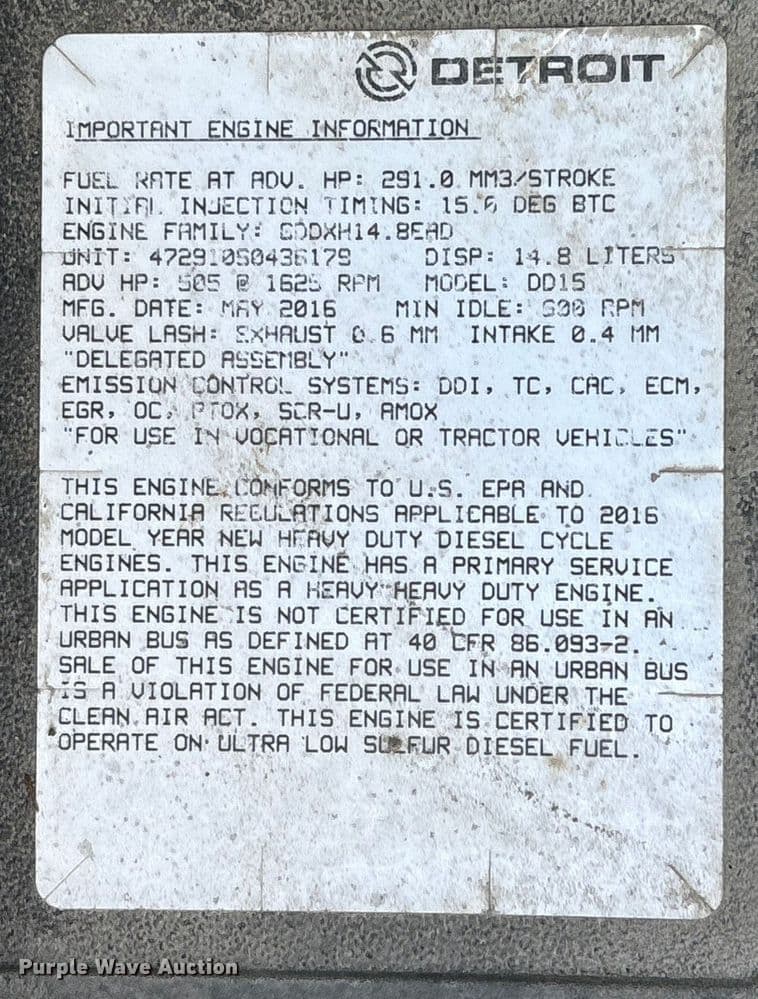 DETROIT
IMPORTANT ENGINE INFORMATION
FUEL RATE AT ADV. HP: 291.0 MM3/STROKE
INITIAL INJECTION TIMING: DEG BTC
ENGINE FAMILY: GDDXH14.8EAD
UNIT: DISP: 14.8 LITERS
ADV HP: 505 @ 1625 RPM MODEL: DD15
MFG. DATE: MAY 2016 MIN IDLE: 600 RPM
VALVE LASH: EXHAUST 0.6 MM INTAKE 0.4 MM
"DELEGATED ASSEMBLY"
EMISSION CONTROL SYSTEMS: DDI, TC, CAC, ECM,
EGR, OC, PTOX, SCR-U, AMOX
"FOR USE IN VOCATIONAL OR TRACTOR VEHICLES"
THIS ENGINE CONFORMS TO U.S. EPA AND
CALIFORNIA REGULATIONS APPLICABLE TO 2016
MODEL YEAR NEW HEAVY DUTY DIESEL CYCLE
ENGINES. THIS ENGINE HAS A PRIMARY SERVICE
APPLICATION AS A HEAVY-HEAVY DUTY ENGINE.
THIS ENGINE IS NOT CERTIFIED FOR USE IN AN
URBAN BUS AS DEFINED AT 40 CFR 86.093-2.
SALE OF THIS ENGINE FOR USE IN AN URBAN BUS
IS A VIOLATION OF FEDERAL LAW UNDER THE
CLEAN AIR ACT. THIS ENGINE IS CERTIFIED TO
OPERATE ON ULTRA LOW SULFUR DIESEL FUEL.
Purple Wave Auction